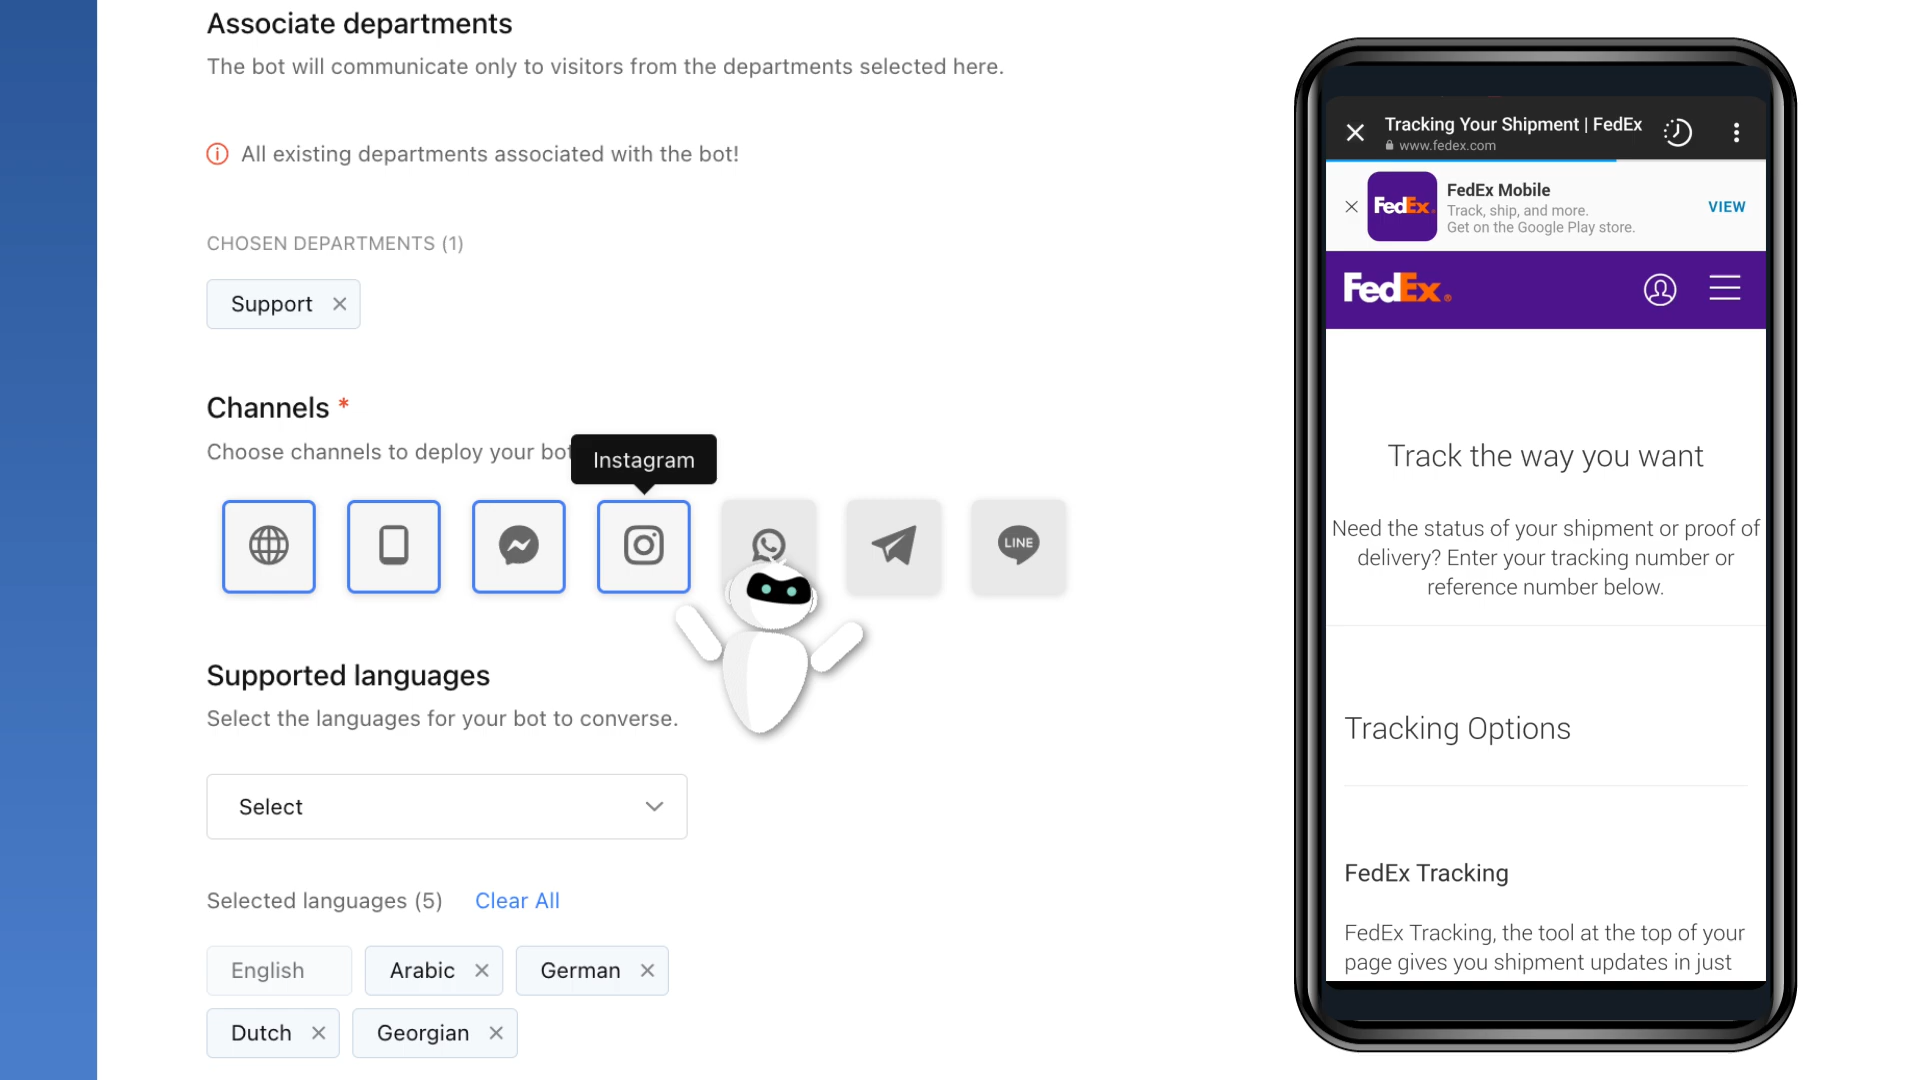 Associate departments
The bot will communicate only to visitors from the departments selected here.
All existing departments associated with the bot!
CHOSEN DEPARTMENTS (1)
Support
Channels *
Choose channels to deploy your bot
Instagram
LINE
Supported languages
Select the languages for your bot to converse.
Select
Selected languages (5) Clear All
English Arabic German
Dutch Georgian
Tracking Your Shipment | FedEx
www.fedex.com
FedEx
FedEx Mobile
Track, ship, and more.
Get on the Google Play store.
VIEW
FedEx®
Track the way you want
Need the status of your shipment or proof of
delivery? Enter your tracking number or
reference number below.
Tracking Options
FedEx Tracking
FedEx Tracking, the tool at the top of your
page gives you shipment updates in just